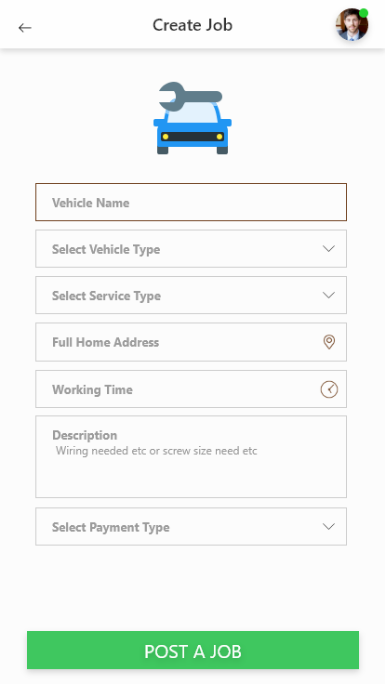 Create Job
Vehicle Name
Select Vehicle Type
Select Service Type
Full Home Address
Working Time
Description
Wiring needed etc or screw size need etc
Select Payment Type
POST A JOB